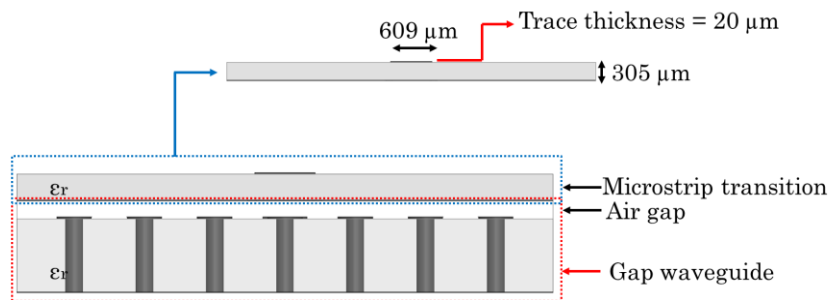 Trace thickness = 20 µm
609 µm
305 µm
εr
Microstrip transition
Air gap
εr
Gap waveguide